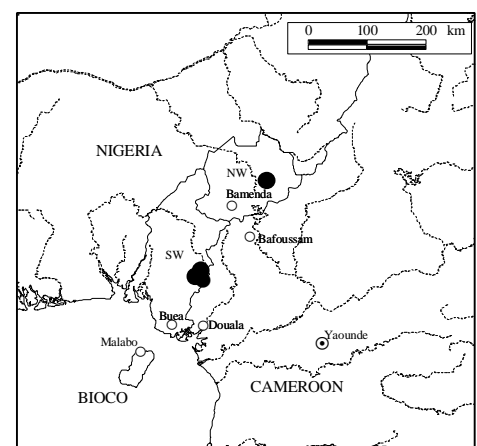 0 100 200 km
NIGERIA
NW
Bamenda
Bafoussam
SW
Buea
Douala
Malabo
Yaounde
BIOCO
CAMEROON